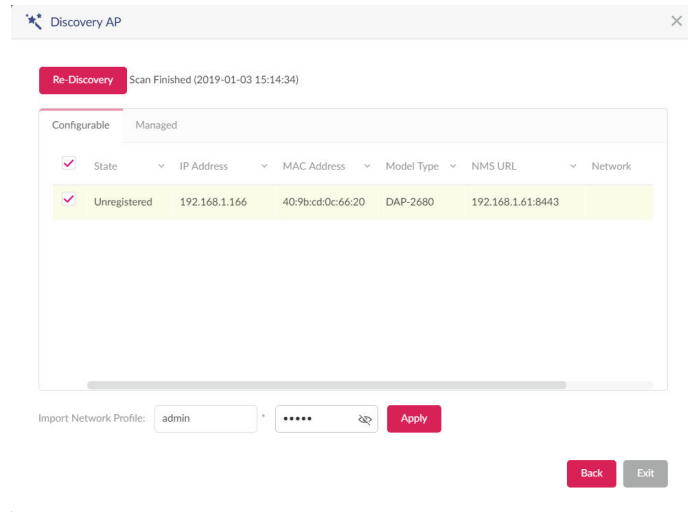 Discovery AP
Re-Discovery Scan Finished (2019-01-03 15:14:34)
Configurable Managed
State IP Address MAC Address Model Type NMS URL Network
Unregistered 192.168.1.166 40:9b:cd:0c:66:20 DAP-2680 192.168.1.61:8443
Import Network Profile: admin * ••••• Apply
Back Exit